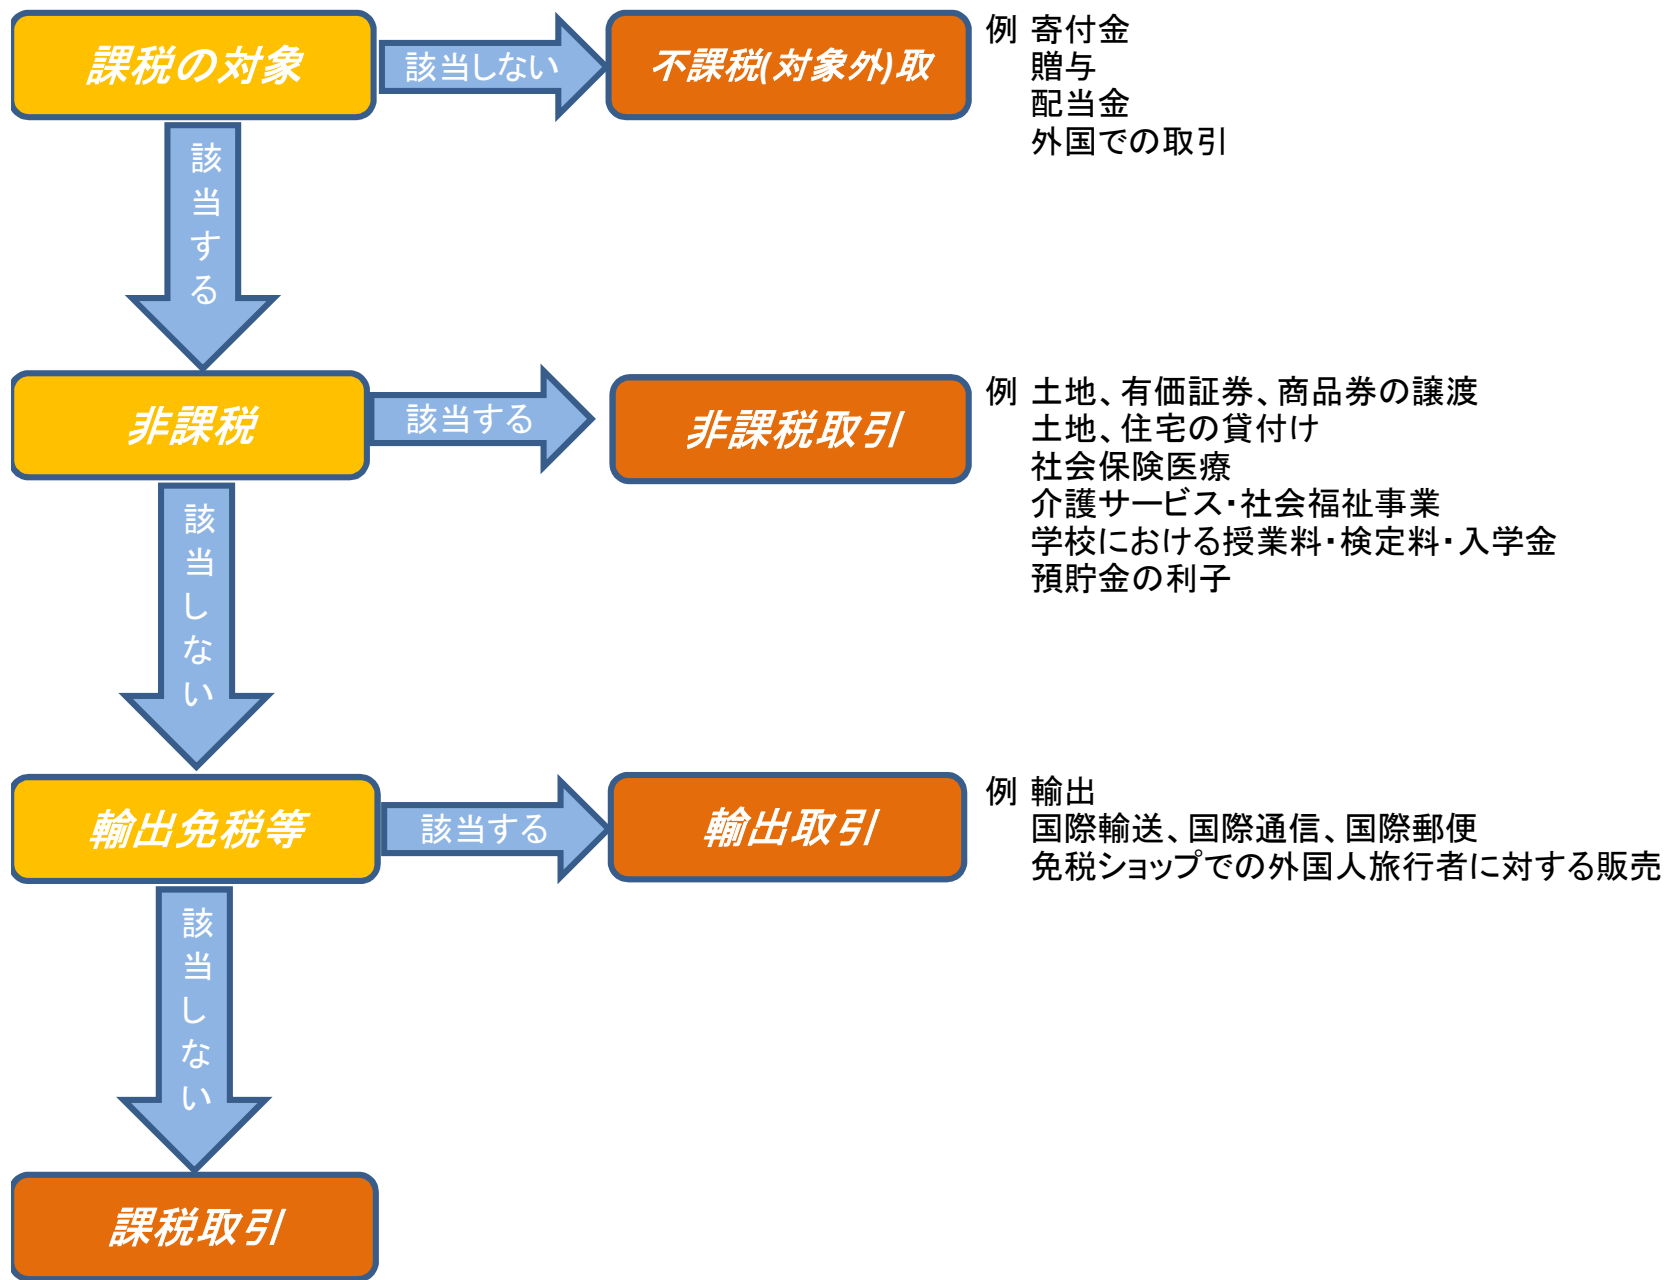 課税の対象
該当しない
不課税(対象外)取
例 寄付金
贈与
配当金
外国での取引
該当する
非課税
該当する
非課税取引
例 土地、有価証券、商品券の譲渡
土地、住宅の貸付け
社会保険医療
介護サービス・社会福祉事業
学校における授業料・検定料・入学金
預貯金の利子
該当しない
輸出免税等
該当する
輸出取引
例 輸出
国際輸送、国際通信、国際郵便
免税ショップでの外国人旅行者に対する販売
該当しない
課税取引